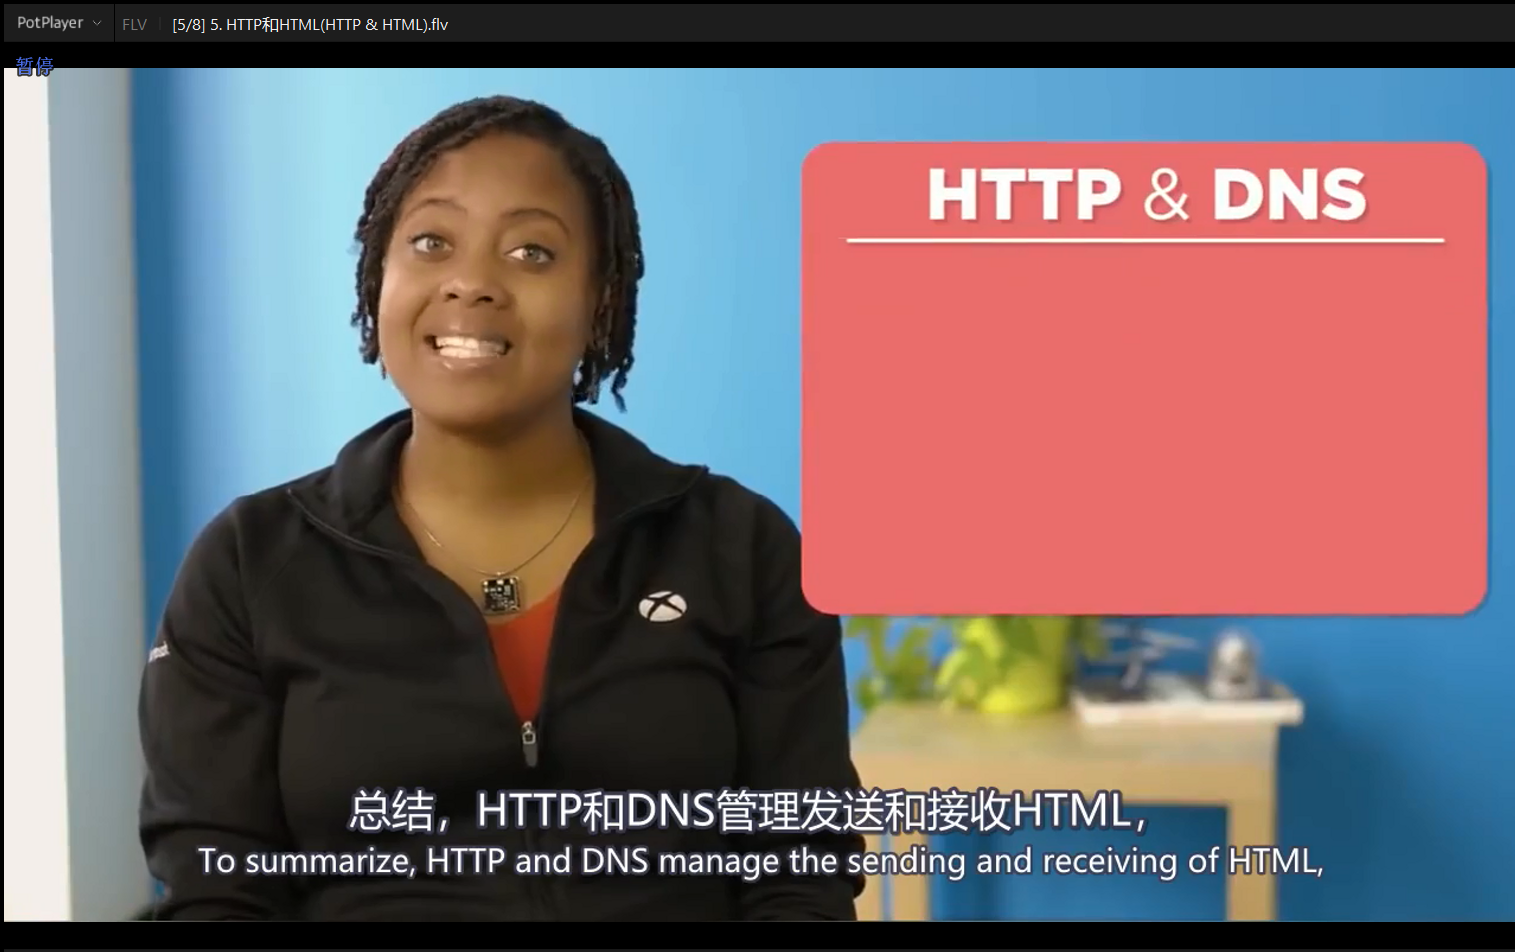 PotPlayer
FLV
[5/8] 5. HTTP和HTML(HTTP & HTML).flv
暂停
HTTP & DNS
总结，HTTP和DNS管理发送和接收HTML，
To summarize, HTTP and DNS manage the sending and receiving of HTML,